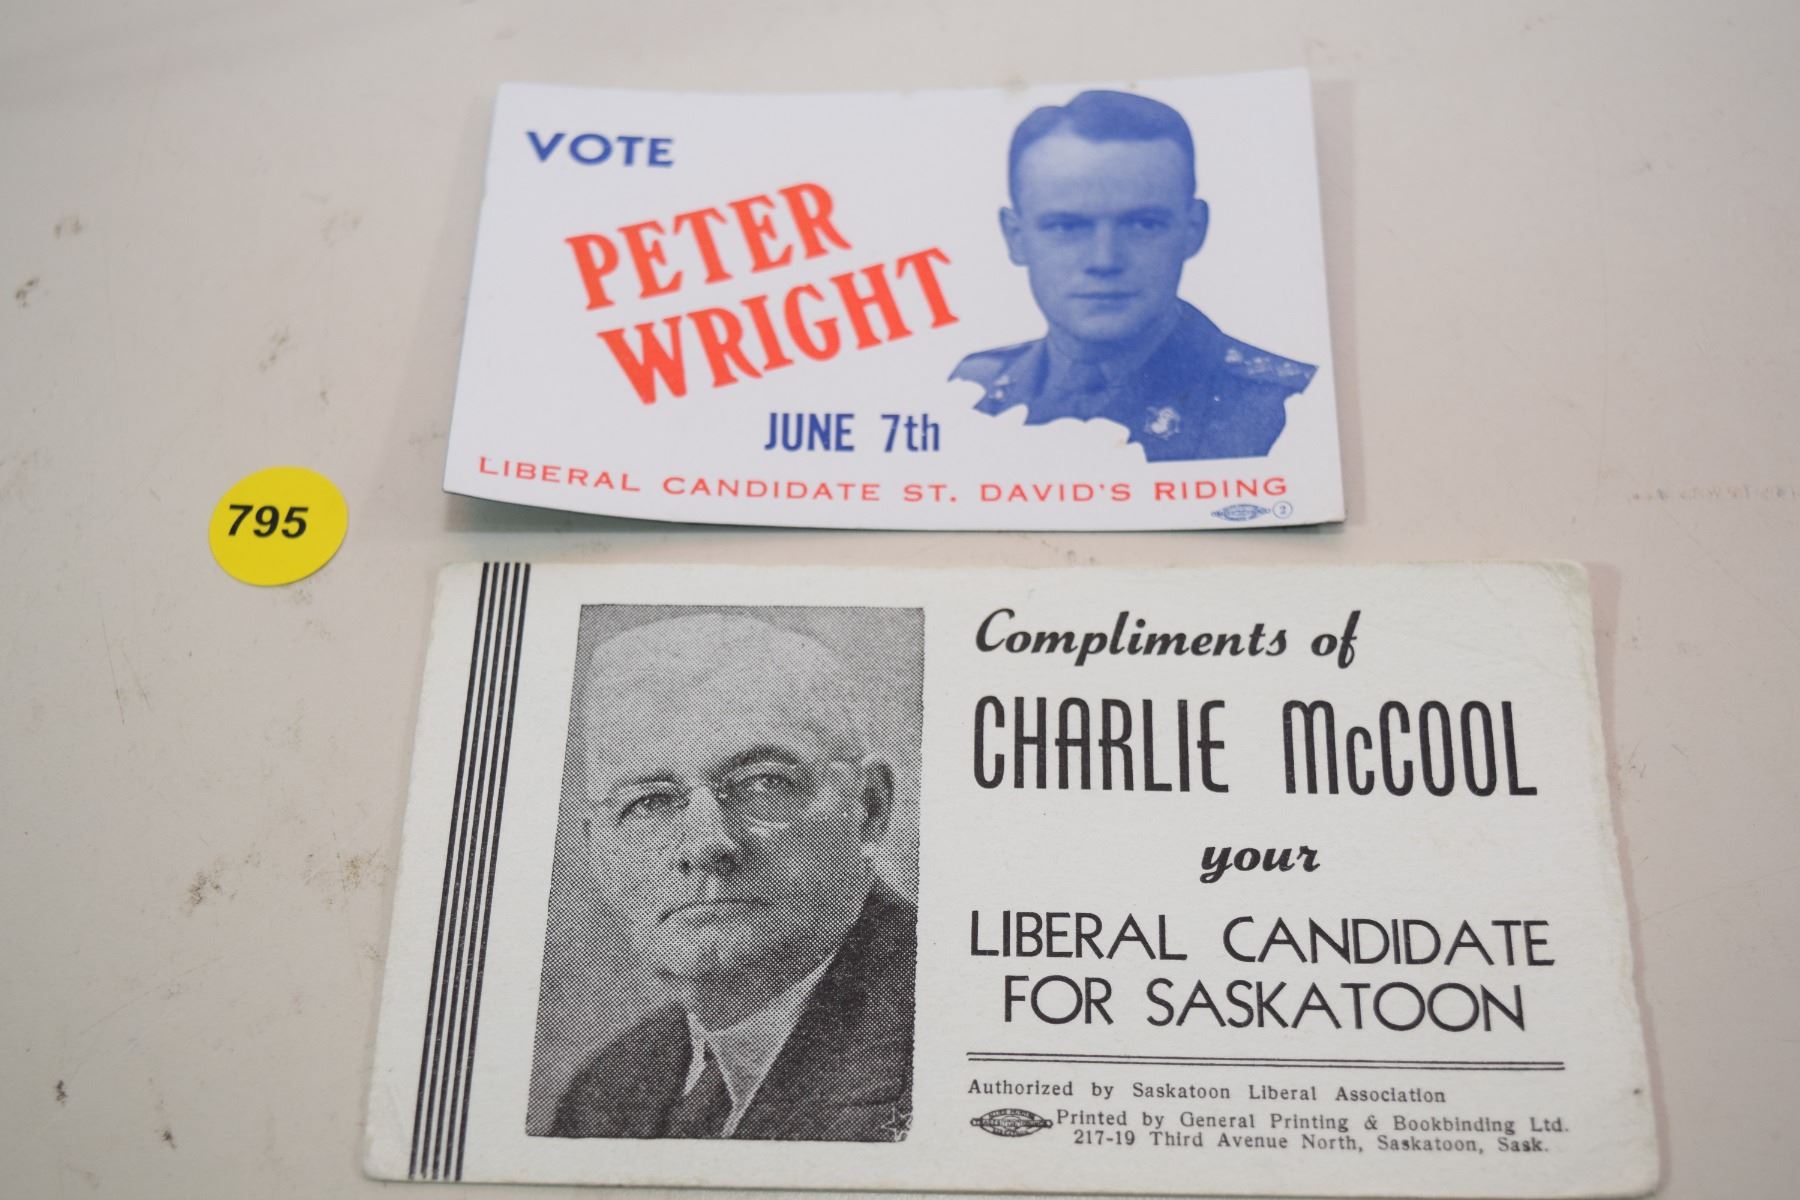 VOTE
PETER
WRIGHT
JUNE 7th
LIBERAL CANDIDATE ST. DAVID'S RIDING
2
795
Compliments of
CHARLIE McCOOL
your
LIBERAL CANDIDATE
FOR SASKATOON
Authorized by Saskatoon Liberal Association
Printed by General Printing & Bookbinding Ltd.
217-19 Third Avenue North, Saskatoon, Sask.